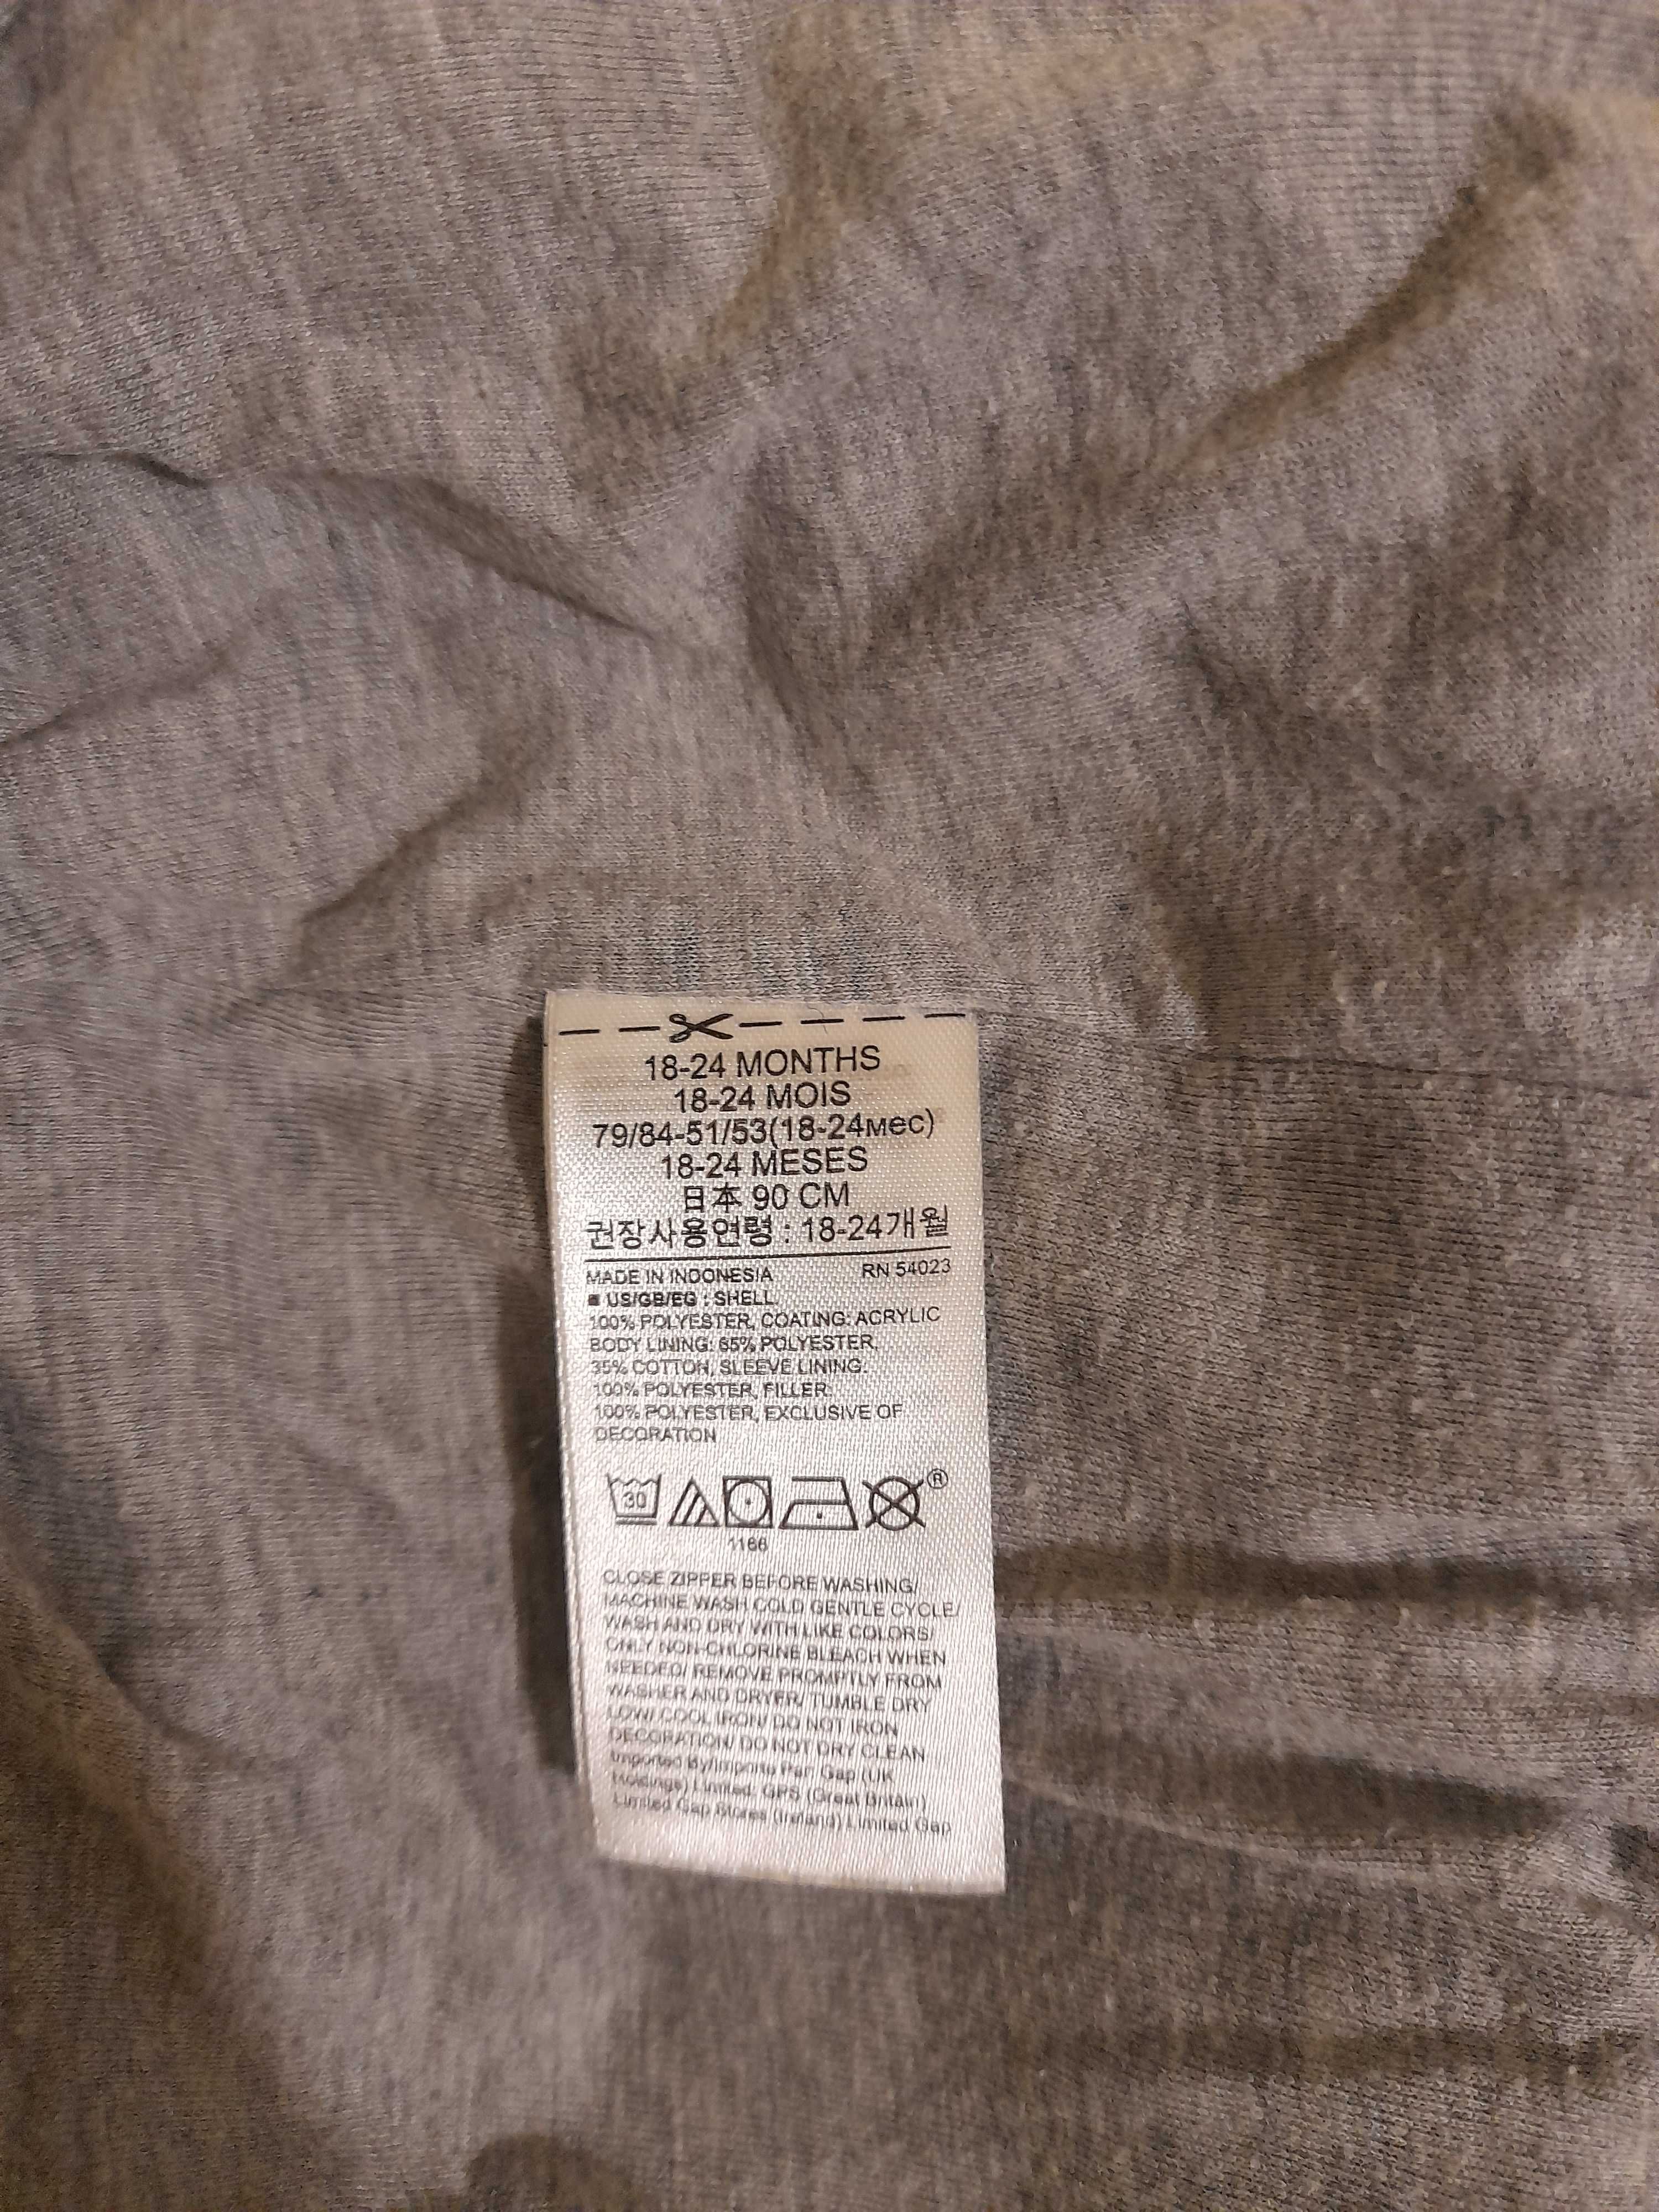 18-24 MONTHS
18-24 MOIS
79/84-51/53(18-24мес)
18-24 MESES
日本 90 CM
권장사용연령 : 18-24개월
MADE IN INDONESIA RN 54023
■ US/GB/EG : SHELL
100% POLYESTER, COATING: ACRYLIC
BODY LINING: 65% POLYESTER,
35% COTTON, SLEEVE LINING:
100% POLYESTER, FILLER:
100% POLYESTER, EXCLUSIVE OF
DECORATION
30 ®
1166
CLOSE ZIPPER BEFORE WASHING/
MACHINE WASH COLD GENTLE CYCLE/
WASH AND DRY WITH LIKE COLORS/
ONLY NON-CHLORINE BLEACH WHEN
NEEDED/ REMOVE PROMPTLY FROM
WASHER AND DRYER/ TUMBLE DRY
LOW/ COOL IRON/ DO NOT IRON
DECORATION/ DO NOT DRY CLEAN
Imported By/Importe Par: Gap (UK
Holdings) Limited. GPS (Great Britain)
Limited Gap Stores (Ireland) Limited Gap